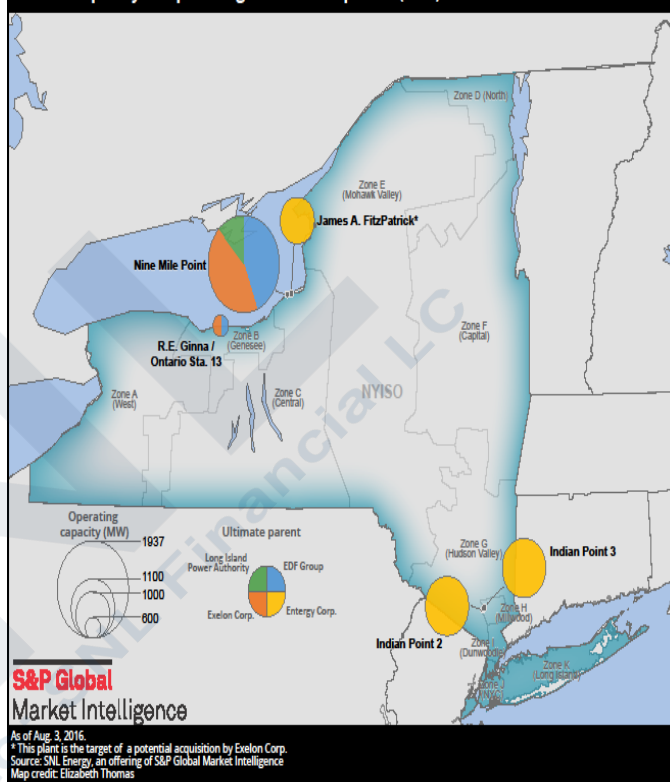 Zone D (North)
Zone E
(Mohawk Valley)
James A. FitzPatrick*
Nine Mile Point
R.E. Ginna /
Ontario Sta. 13
Zone B
(Genesee)
Zone F
(Capital)
Zone A
(West)
Zone C
(Central)
NYISO
Operating
capacity (MW)
1937
1100
1000
600
Ultimate parent
Long Island
Power Authority
EDF Group
Exelon Corp.
Entergy Corp.
Zone G
(Hudson Valley)
Indian Point 3
Zone H
(Millwood)
Indian Point 2
Zone I
(Dunwoodie)
Zone J
(NYC)
Zone K
(Long Island)
SNL Financial LC
S&P Global
Market Intelligence
As of Aug. 3, 2016.
* This plant is the target of a potential acquisition by Exelon Corp.
Source: SNL Energy, an offering of S&P Global Market Intelligence
Map credit: Elizabeth Thomas